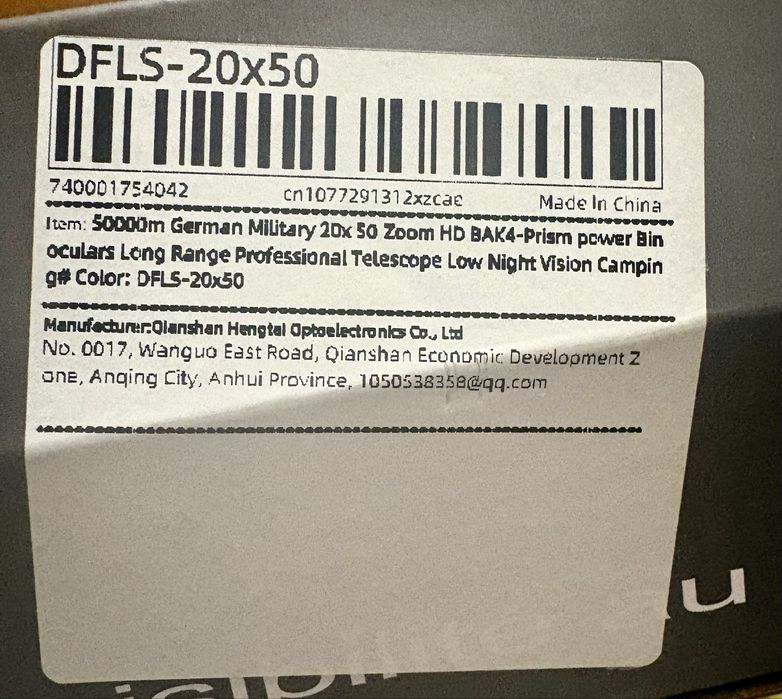 DFLS-20x50
740001754042 cn1077291312xzcae Made In China
Item: 50000m German Military 20x 50 Zoom HD BAK4-Prism power Bin
oculars Long Range Professional Telescope Low Night Vision Campin
g# Color: DFLS-20x50
Manufacturer:Qianshan Hengtai Optoelectronics Co., Ltd
No. 0017, Wanguo East Road, Qianshan Economic Development Z
one, Anqing City, Anhui Province, 1050538358@qq.com